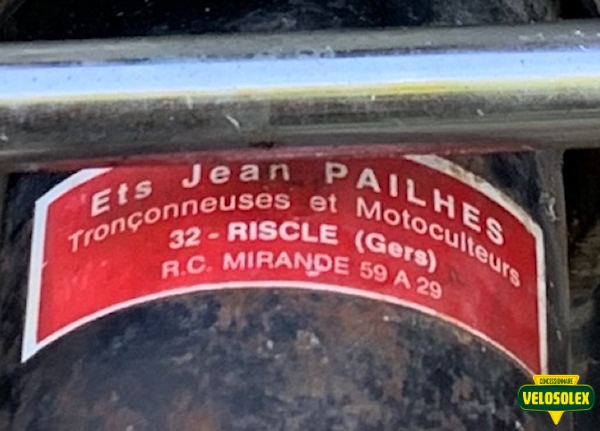 Ets Jean PAILHES
Tronçonneuses et Motoculteurs
32 - RISCLE (Gers)
R.C. MIRANDE 59 A 29
CONCESSIONNAIRE
VELOSOLEX